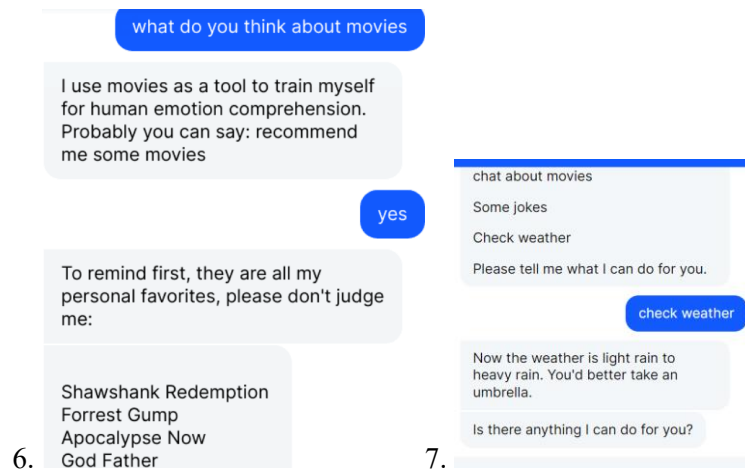 what do you think about movies
I use movies as a tool to train myself
for human emotion comprehension.
Probably you can say: recommend
me some movies
yes
To remind first, they are all my
personal favorites, please don't judge
me:
Shawshank Redemption
Forrest Gump
Apocalypse Now
God Father
6.
chat about movies
Some jokes
Check weather
Please tell me what I can do for you.
check weather
Now the weather is light rain to
heavy rain. You'd better take an
umbrella.
Is there anything I can do for you?
7.